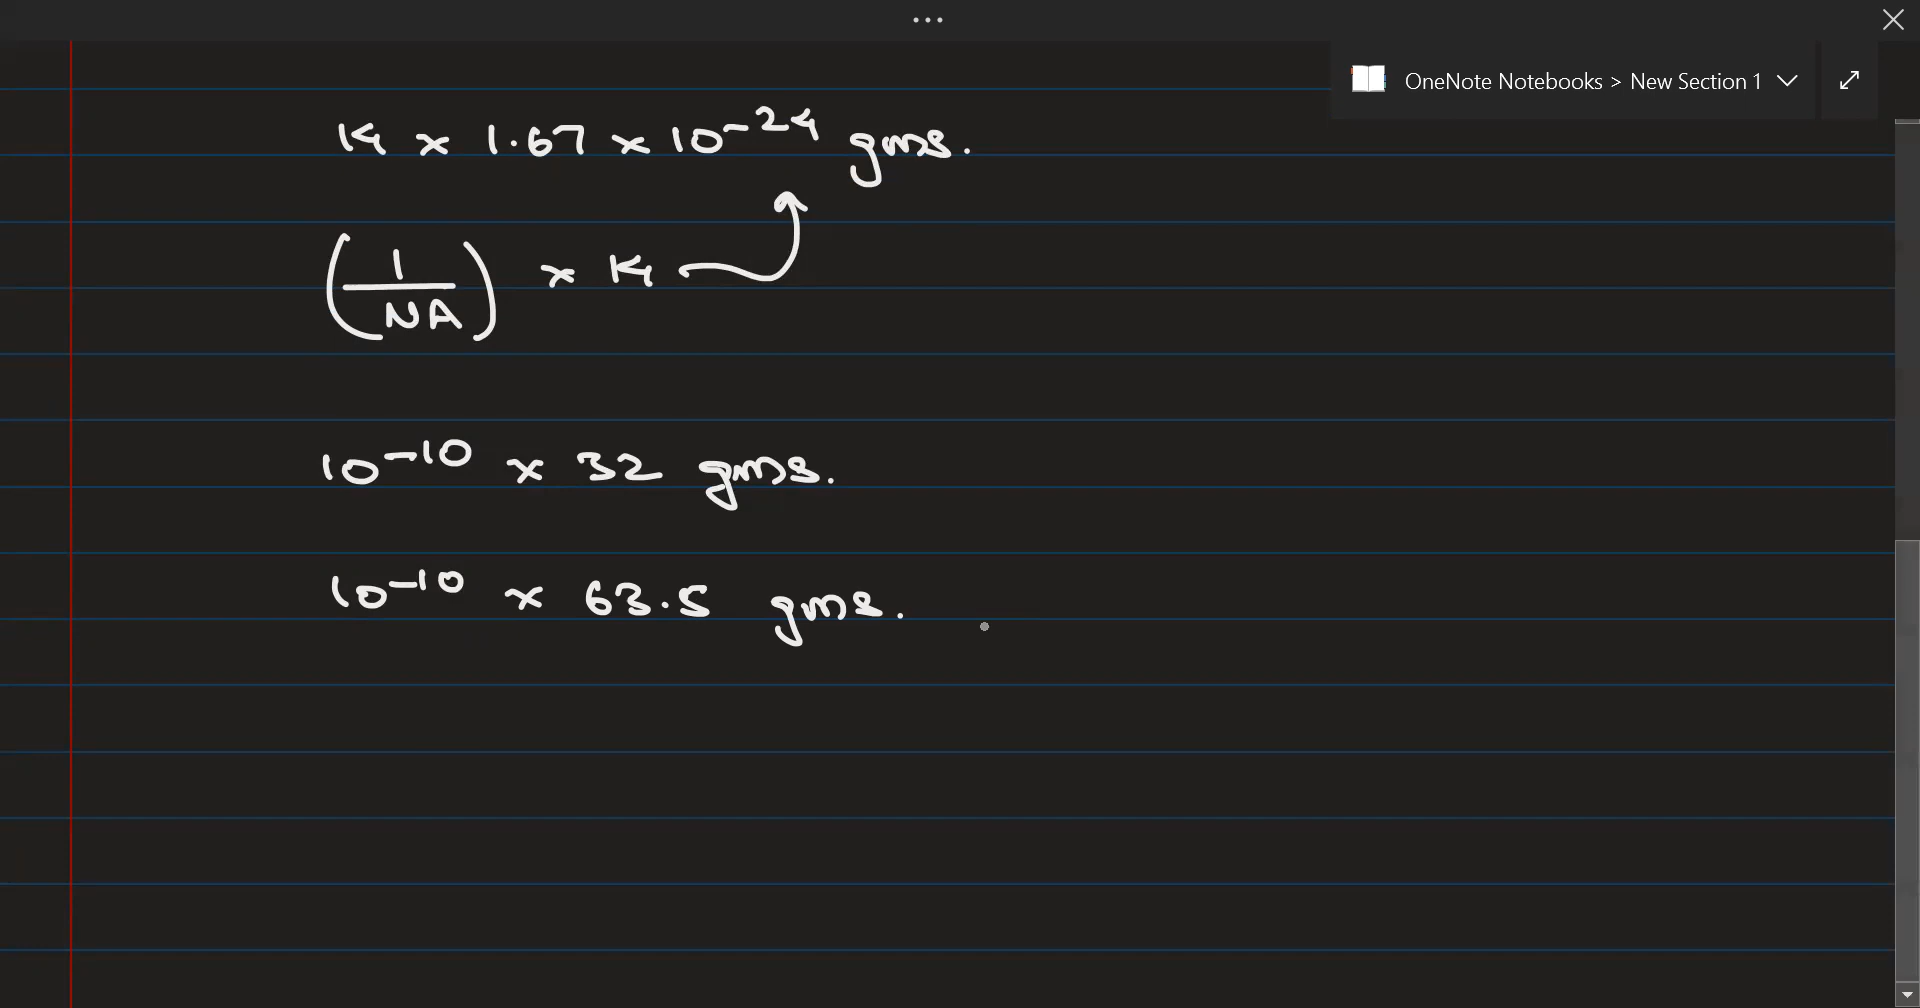 ...
OneNote Notebooks > New Section 1
14 × 1.67 × 10⁻²⁴ gms.
(1/NA) × 14
10⁻¹⁰ × 32 gms.
10⁻¹⁰ × 63.5 gms.